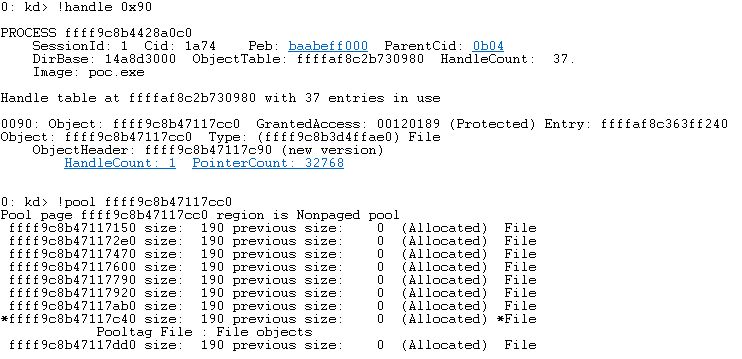 0: kd> !handle 0x90
PROCESS ffff9c8b4428a0c0
    SessionId: 1  Cid: 1a74    Peb: baabeff000  ParentCid: 0b04
    DirBase: 14a8d3000  ObjectTable: ffffaf8c2b730980  HandleCount:  37.
    Image: poc.exe
Handle table at ffffaf8c2b730980 with 37 entries in use
0090: Object: ffff9c8b47117cc0  GrantedAccess: 00120189 (Protected) Entry: ffffaf8c363ff240
Object: ffff9c8b47117cc0  Type: (ffff9c8b3d4ffae0) File
    ObjectHeader: ffff9c8b47117c90 (new version)
        HandleCount: 1  PointerCount: 32768
0: kd> !pool ffff9c8b47117cc0
Pool page ffff9c8b47117cc0 region is Nonpaged pool
 ffff9c8b47117150 size:  190 previous size:    0  (Allocated)  File
 ffff9c8b471172e0 size:  190 previous size:    0  (Allocated)  File
 ffff9c8b47117470 size:  190 previous size:    0  (Allocated)  File
 ffff9c8b47117600 size:  190 previous size:    0  (Allocated)  File
 ffff9c8b47117790 size:  190 previous size:    0  (Allocated)  File
 ffff9c8b47117920 size:  190 previous size:    0  (Allocated)  File
 ffff9c8b47117ab0 size:  190 previous size:    0  (Allocated)  File
*ffff9c8b47117c40 size:  190 previous size:    0  (Allocated) *File
            Pooltag File : File objects
 ffff9c8b47117dd0 size:  190 previous size:    0  (Allocated)  File